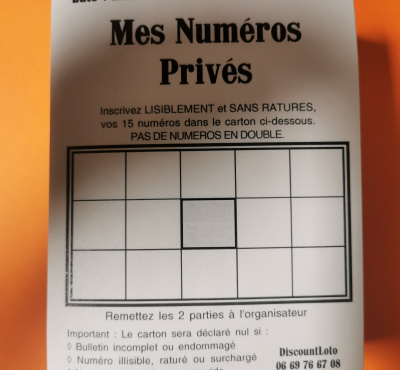 Mes Numéros
Privés
Inscrivez LISIBLEMENT et SANS RATURES,
vos 15 numéros dans le carton ci-dessous.
PAS DE NUMEROS EN DOUBLE.
Remettez les 2 parties à l'organisateur
Important : Le carton sera déclaré nul si :
◊ Bulletin incomplet ou endommagé
◊ Numéro illisible, raturé ou surchargé
DiscountLoto
06 69 76 67 08